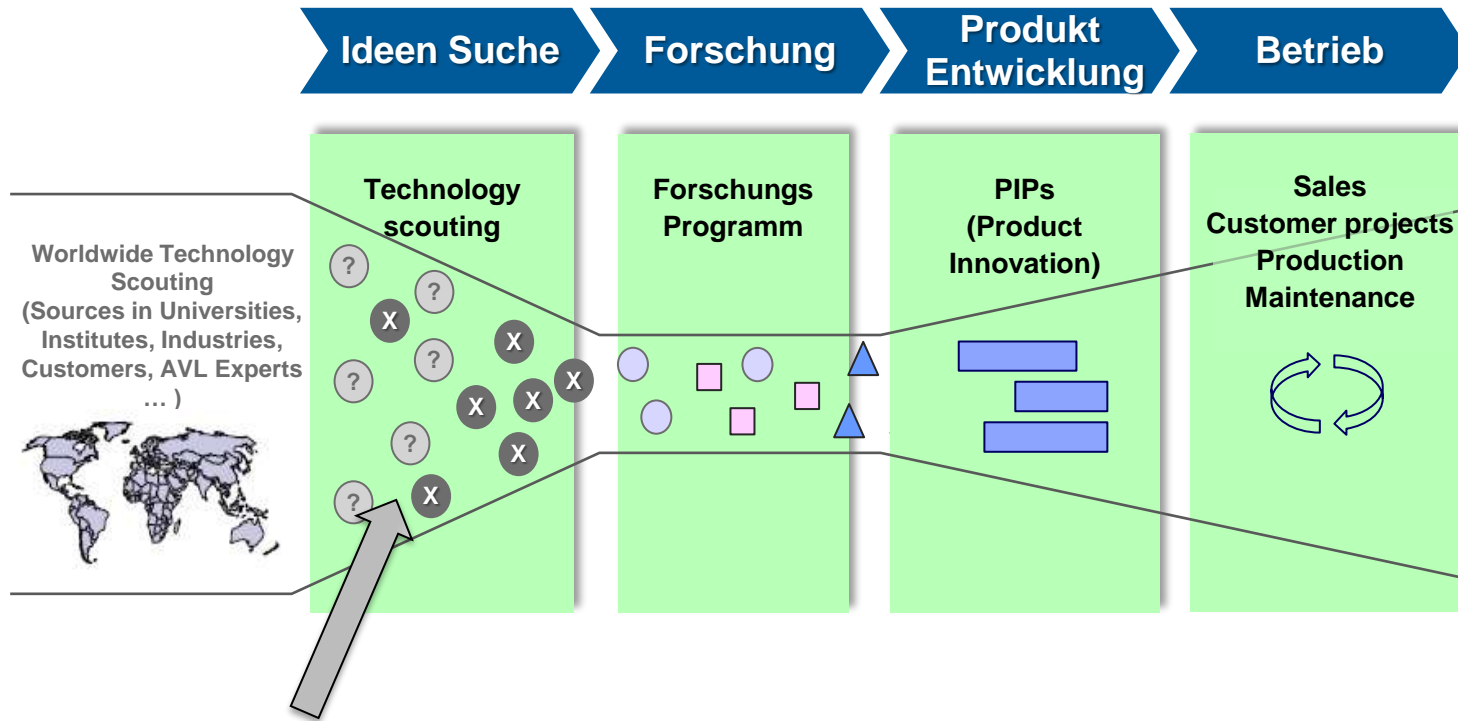 Ideen Suche
Forschung
Produkt
Entwicklung
Betrieb
Worldwide Technology
Scouting
(Sources in Universities,
Institutes, Industries,
Customers, AVL Experts
… )
Technology
scouting
?
?
X
X
?
?
X
X
X
?
X
?
X
Forschungs
Programm
PIPs
(Product
Innovation)
Sales
Customer projects
Production
Maintenance